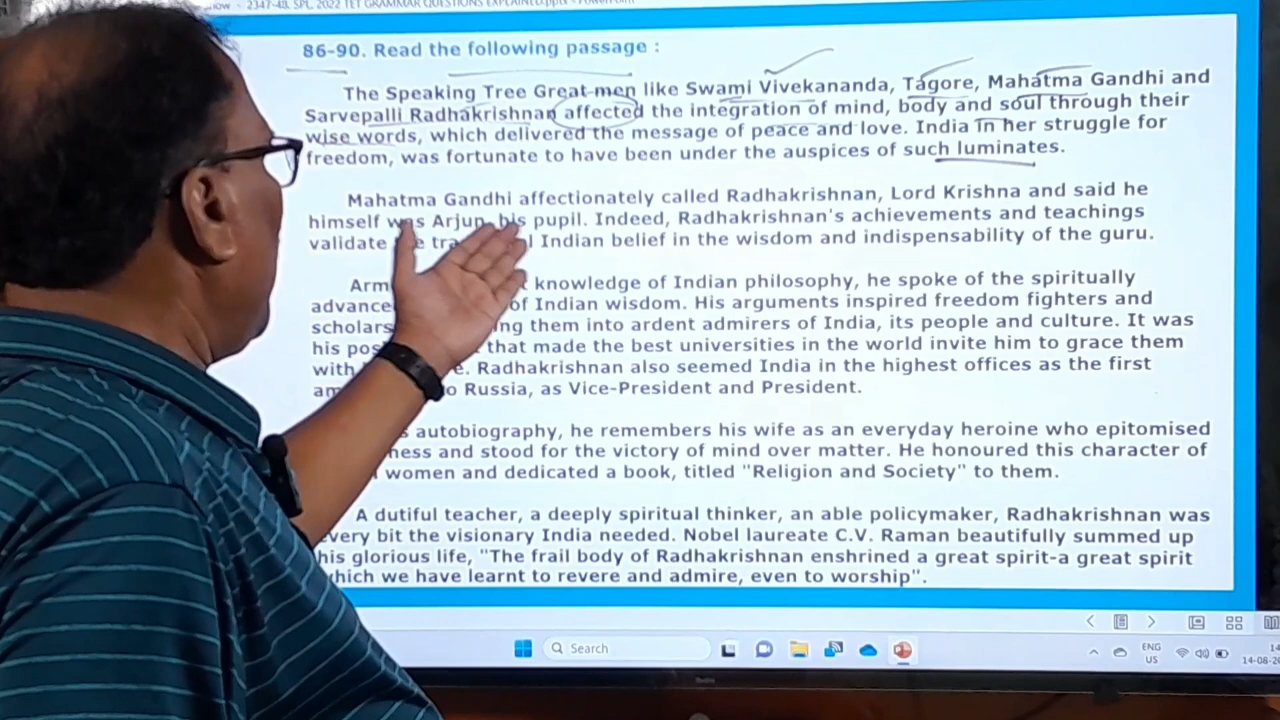 2347-48. SPL. 2022 TET GRAMMAR QUESTIONS EXPLAINED.pptx - PowerPoint
86-90. Read the following passage :
The Speaking Tree Great men like Swami Vivekananda, Tagore, Mahatma Gandhi and
Sarvepalli Radhakrishnan affected the integration of mind, body and soul through their
wise words, which delivered the message of peace and love. India in her struggle for
freedom, was fortunate to have been under the auspices of such luminates.
Mahatma Gandhi affectionately called Radhakrishnan, Lord Krishna and said he
himself was Arjun, his pupil. Indeed, Radhakrishnan's achievements and teachings
validate Indian belief in the wisdom and indispensability of the guru.
knowledge of Indian philosophy, he spoke of the spiritually
of Indian wisdom. His arguments inspired freedom fighters and
scholars them into ardent admirers of India, its people and culture. It was
his that made the best universities in the world invite him to grace them
with Radhakrishnan also seemed India in the highest offices as the first
to Russia, as Vice-President and President.
autobiography, he remembers his wife as an everyday heroine who epitomised
and stood for the victory of mind over matter. He honoured this character of
women and dedicated a book, titled "Religion and Society" to them.
A dutiful teacher, a deeply spiritual thinker, an able policymaker, Radhakrishnan was
every bit the visionary India needed. Nobel laureate C.V. Raman beautifully summed up
his glorious life, "The frail body of Radhakrishnan enshrined a great spirit-a great spirit
which we have learnt to revere and admire, even to worship".
Search
ENG
US
14-08-20
Redmi